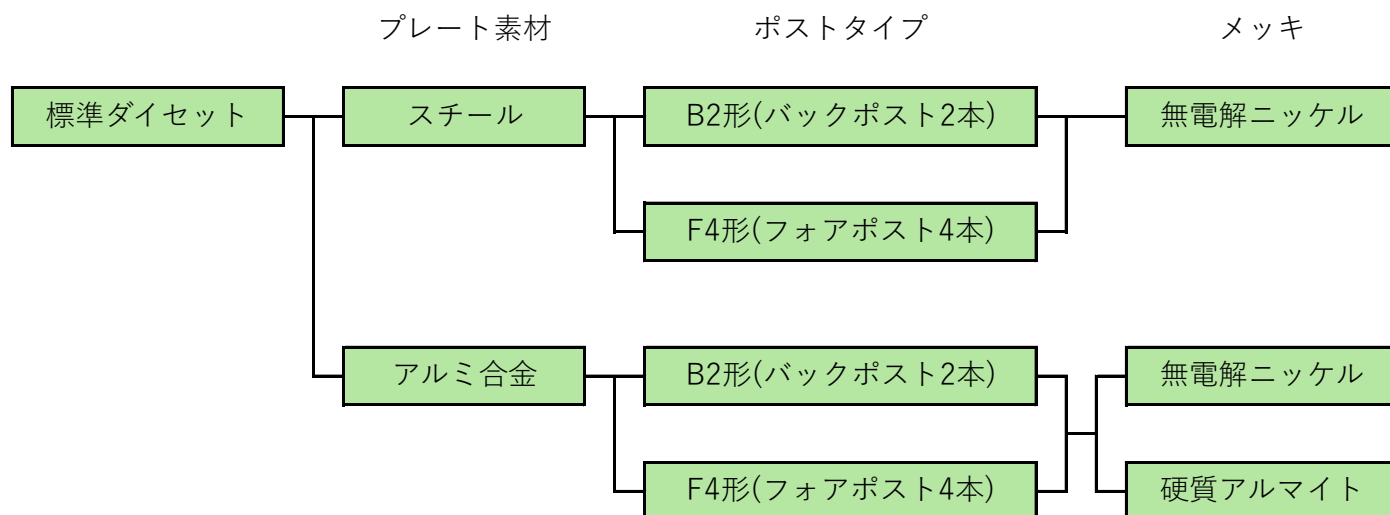 プレート素材 ポストタイプ メッキ
標準ダイセット スチール B2形(バックポスト2本) 無電解ニッケル
F4形(フォアポスト4本)
アルミ合金 B2形(バックポスト2本) 無電解ニッケル
F4形(フォアポスト4本) 硬質アルマイト